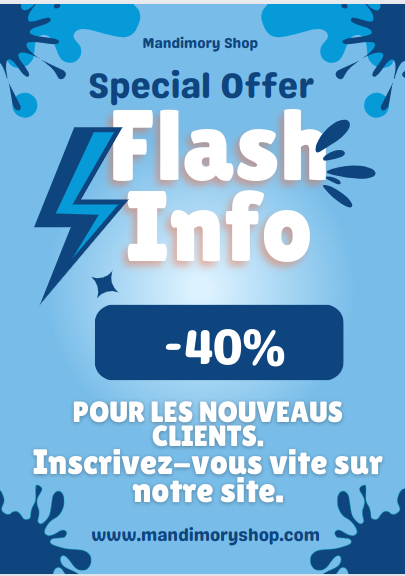 Mandimory Shop
Special Offer
Flash
Info
-40%
POUR LES NOUVEAUS
CLIENTS.
Inscrivez-vous vite sur
notre site.
www.mandimoryshop.com